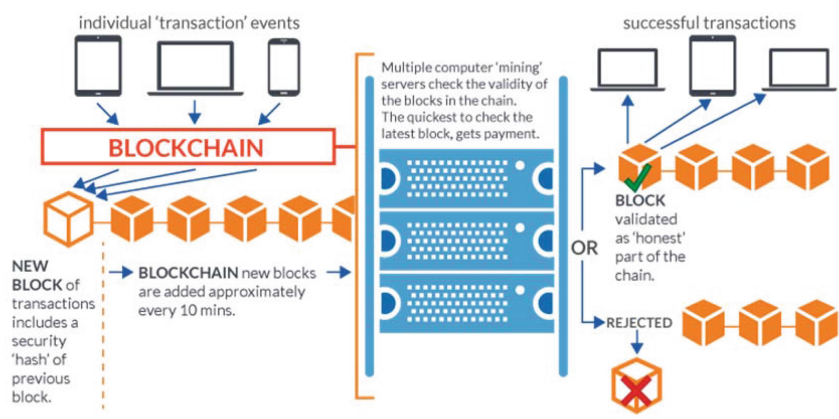 individual 'transaction' events
successful transactions
Multiple computer 'mining'
servers check the validity of
the blocks in the chain.
The quickest to check the
latest block, gets payment.
BLOCKCHAIN
NEW
BLOCK of
transactions
includes a
security
'hash' of
previous
block.
BLOCKCHAIN new blocks
are added approximately
every 10 mins.
OR
BLOCK
validated
as 'honest'
part of the
chain.
REJECTED